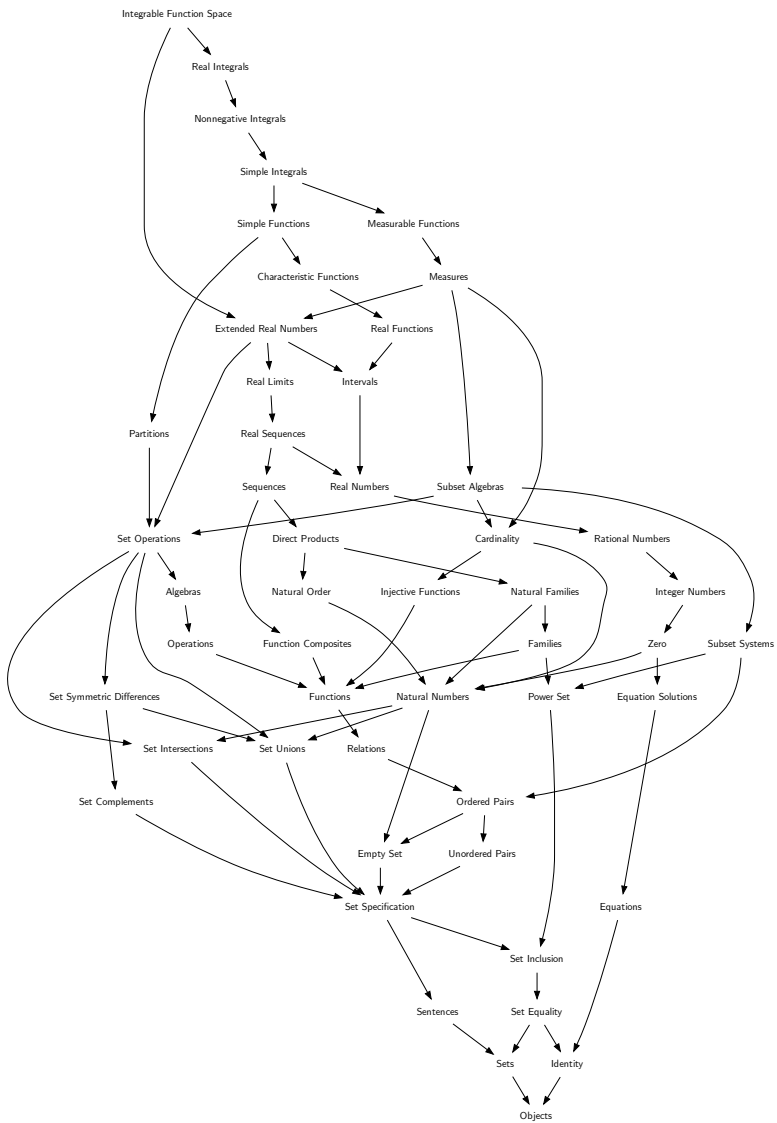 Integrable Function Space
Real Integrals
Nonnegative Integrals
Simple Integrals
Simple Functions
Measurable Functions
Characteristic Functions
Measures
Extended Real Numbers
Real Functions
Real Limits
Intervals
Partitions
Real Sequences
Sequences
Real Numbers
Subset Algebras
Set Operations
Direct Products
Cardinality
Rational Numbers
Algebras
Natural Order
Injective Functions
Natural Families
Integer Numbers
Operations
Function Composites
Families
Zero
Subset Systems
Set Symmetric Differences
Functions
Natural Numbers
Power Set
Equation Solutions
Set Intersections
Set Unions
Relations
Set Complements
Ordered Pairs
Empty Set
Unordered Pairs
Set Specification
Equations
Set Inclusion
Sentences
Set Equality
Sets
Identity
Objects